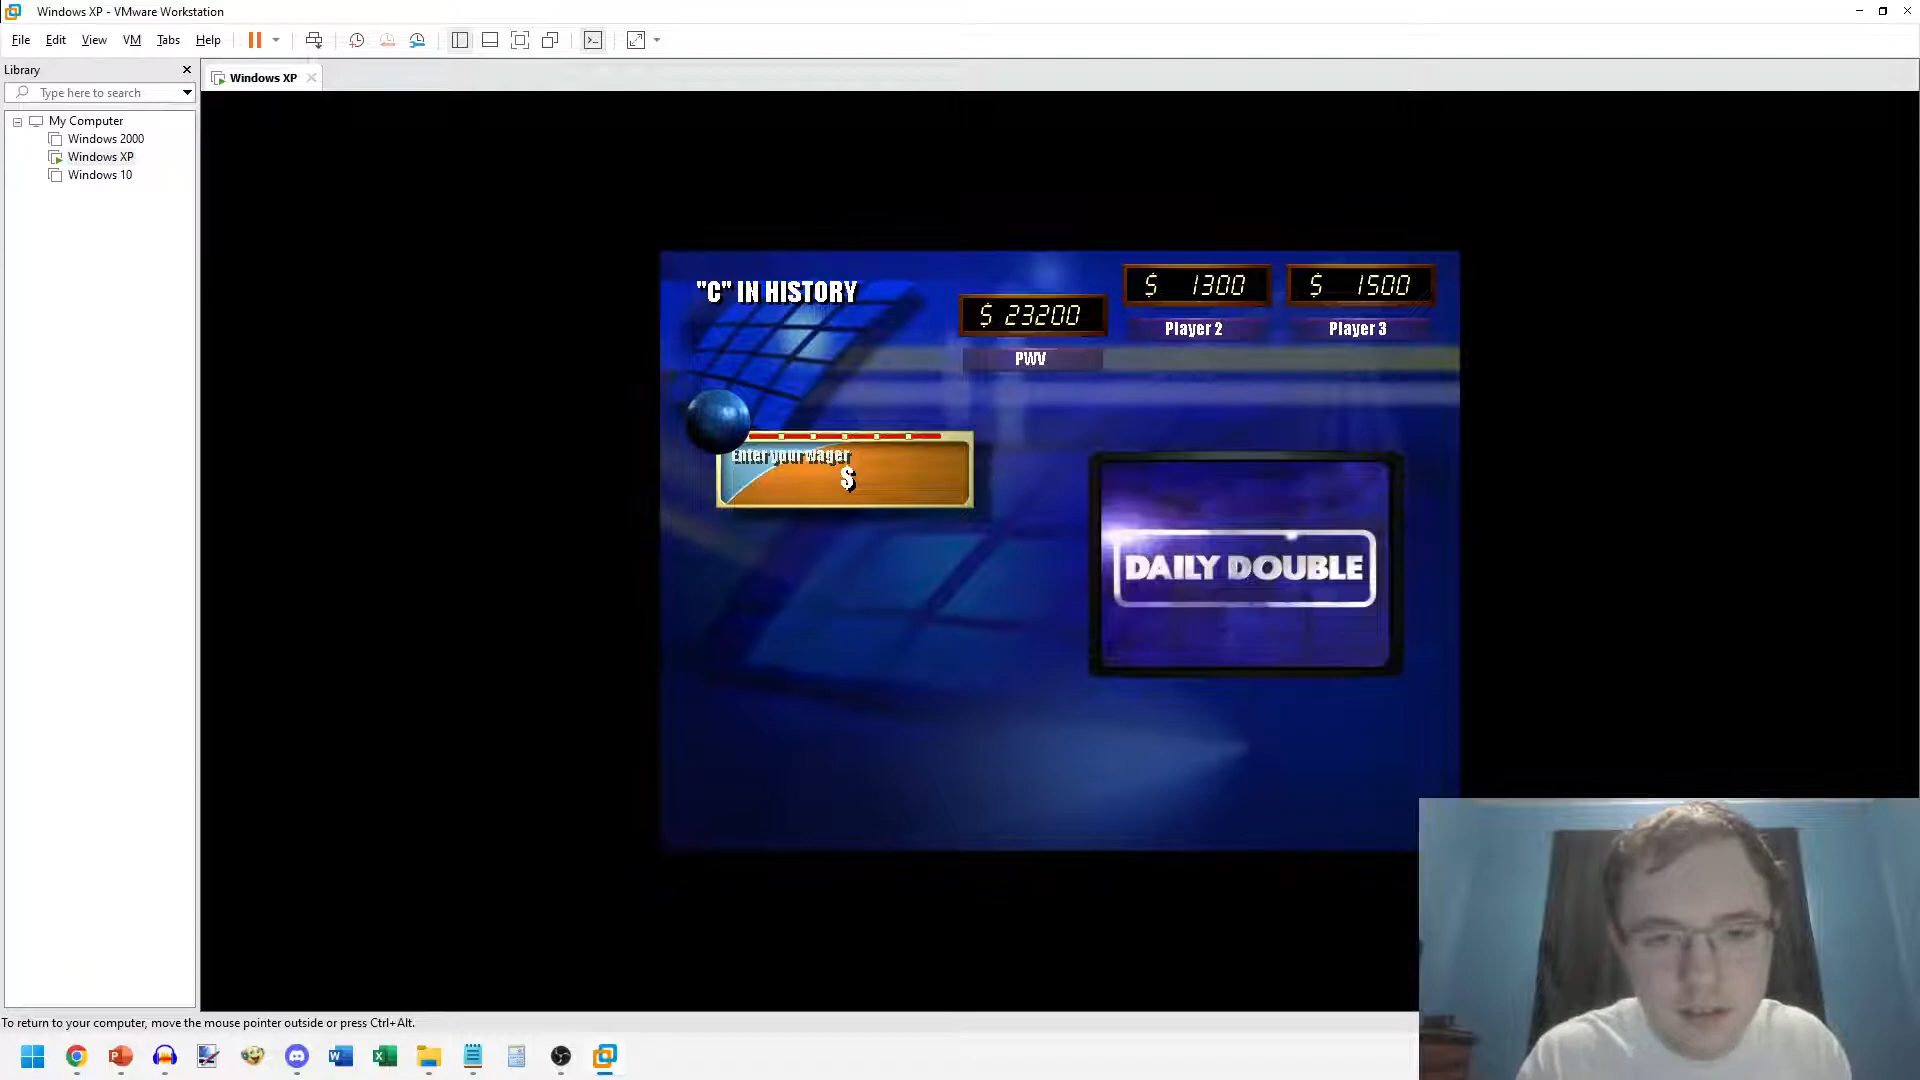 Windows XP - VMware Workstation
File Edit View VM Tabs Help
Library
Type here to search
My Computer
Windows 2000
Windows XP
Windows 10
Windows XP
"C" IN HISTORY
$ 23200
PWV
$ 1300
Player 2
$ 1500
Player 3
Enter your wager
$
DAILY DOUBLE
To return to your computer, move the mouse pointer outside or press Ctrl+Alt.